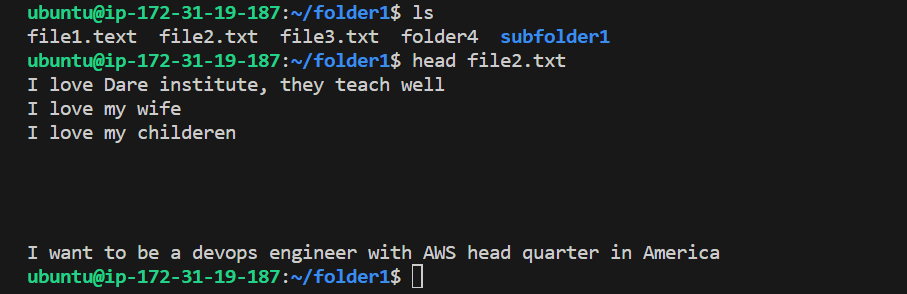 ubuntu@ip-172-31-19-187:~/folder1$ ls
file1.text  file2.txt  file3.txt  folder4  subfolder1
ubuntu@ip-172-31-19-187:~/folder1$ head file2.txt
I love Dare institute, they teach well
I love my wife
I love my childeren
I want to be a devops engineer with AWS head quarter in America
ubuntu@ip-172-31-19-187:~/folder1$